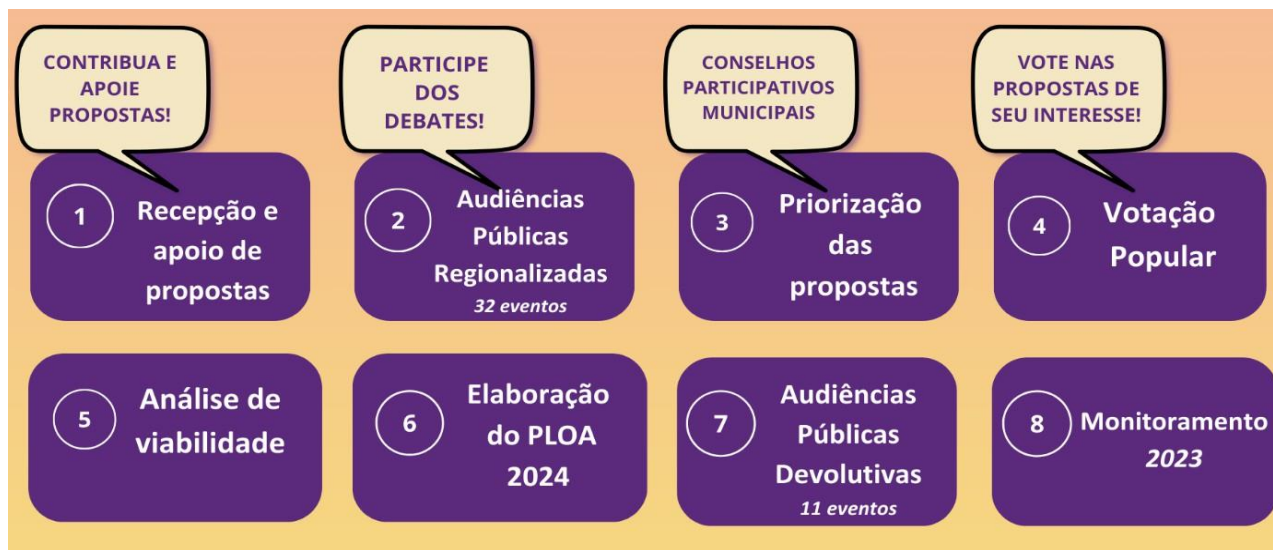 CONTRIBUA E
APOIE
PROPOSTAS!
1
Recepção e
apoio de
propostas
PARTICIPE
DOS
DEBATES!
2
Audiências
Públicas
Regionalizadas
32 eventos
CONSELHOS
PARTICIPATIVOS
MUNICIPAIS
3
Priorização
das
propostas
VOTE NAS
PROPOSTAS DE
SEU INTERESSE!
4
Votação
Popular
5
Análise de
viabilidade
6
Elaboração
do PLOA
2024
7
Audiências
Públicas
Devolutivas
11 eventos
8
Monitoramento
2023